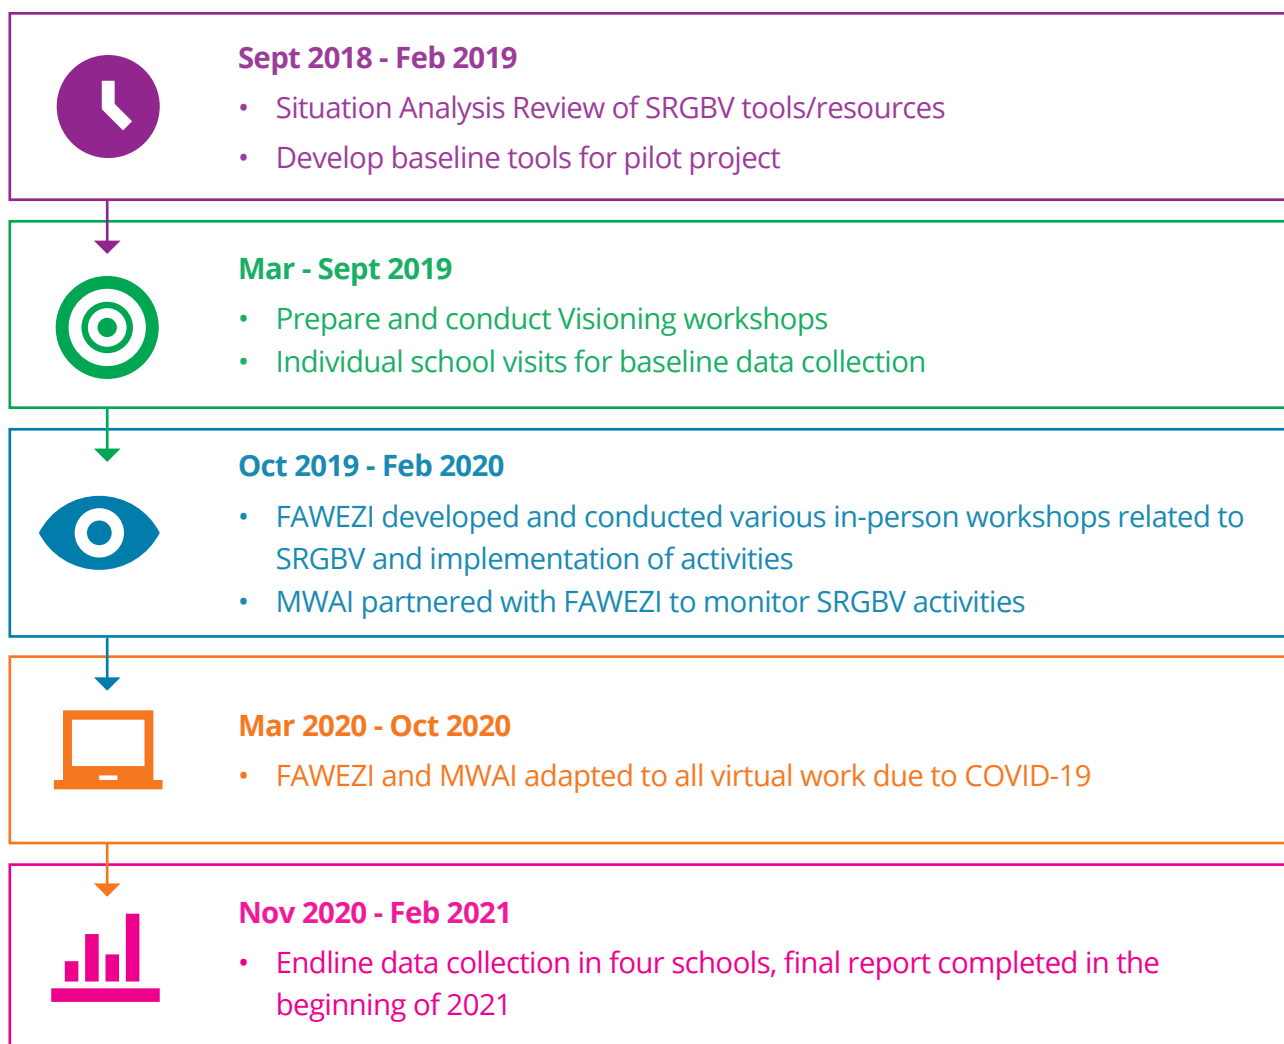 Sept 2018 - Feb 2019
• Situation Analysis Review of SRGBV tools/resources
• Develop baseline tools for pilot project
Mar - Sept 2019
• Prepare and conduct Visioning workshops
• Individual school visits for baseline data collection
Oct 2019 - Feb 2020
• FAWEZI developed and conducted various in-person workshops related to
SRGBV and implementation of activities
• MWAI partnered with FAWEZI to monitor SRGBV activities
Mar 2020 - Oct 2020
• FAWEZI and MWAI adapted to all virtual work due to COVID-19
Nov 2020 - Feb 2021
• Endline data collection in four schools, final report completed in the
beginning of 2021